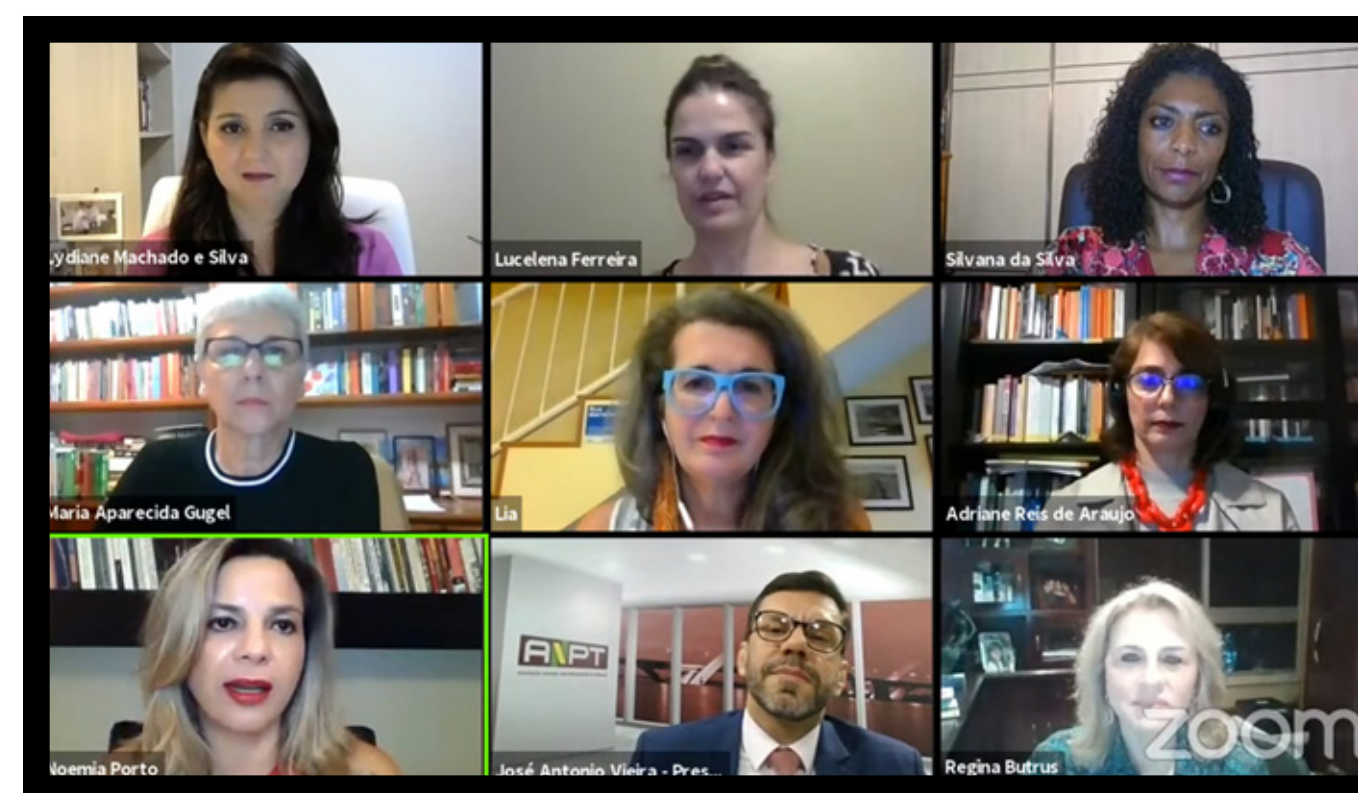 Lydiane Machado e Silva
Lucelena Ferreira
Silvana da Silva
Maria Aparecida Gugel
Lia
Adriane Reis de Araujo
Noemia Porto
ANPT
José Antonio Vieira - Pres...
Regina Butrus
zoom